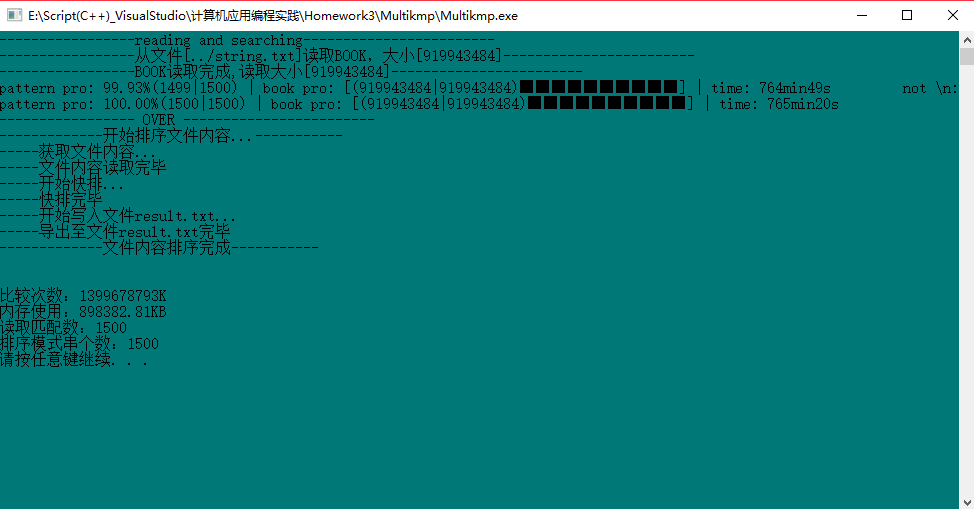 E:\Script(C++)_VisualStudio\计算机应用编程实践\Homework3\Multikmp\Multikmp.exe
-----------------reading and searching------------------------
-----------------从文件[../string.txt]读取BOOK，大小[919943484]-----------------
-----------------BOOK读取完成,读取大小[919943484]------------------------
pattern pro: 99.93%(1499|1500) | book pro: [(919943484|919943484)■■■■■■■■■■] | time: 764min49s not \n:
pattern pro: 100.00%(1500|1500) | book pro: [(919943484|919943484)■■■■■■■■■■] | time: 765min20s
----------------- OVER ------------------------
-------------开始排序文件内容...-----------
-----获取文件内容...
-----文件内容读取完毕
-----开始快排...
-----快排完毕
-----开始写入文件result.txt...
-----导出至文件result.txt完毕
-------------文件内容排序完成-----------
比较次数：1399678793K
内存使用：898382.81KB
读取匹配数：1500
排序模式串个数：1500
请按任意键继续. . .